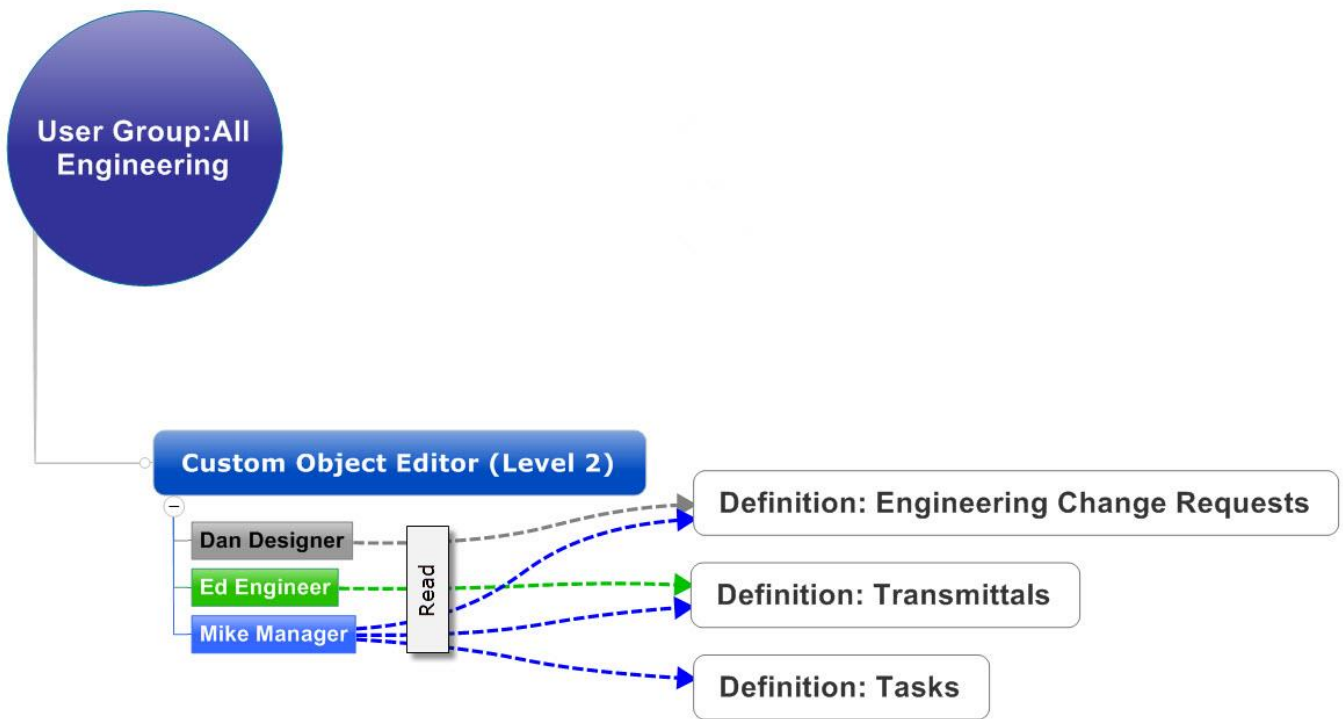 User Group:All
Engineering
Custom Object Editor (Level 2)
Dan Designer
Ed Engineer
Mike Manager
Read
Definition: Engineering Change Requests
Definition: Transmittals
Definition: Tasks